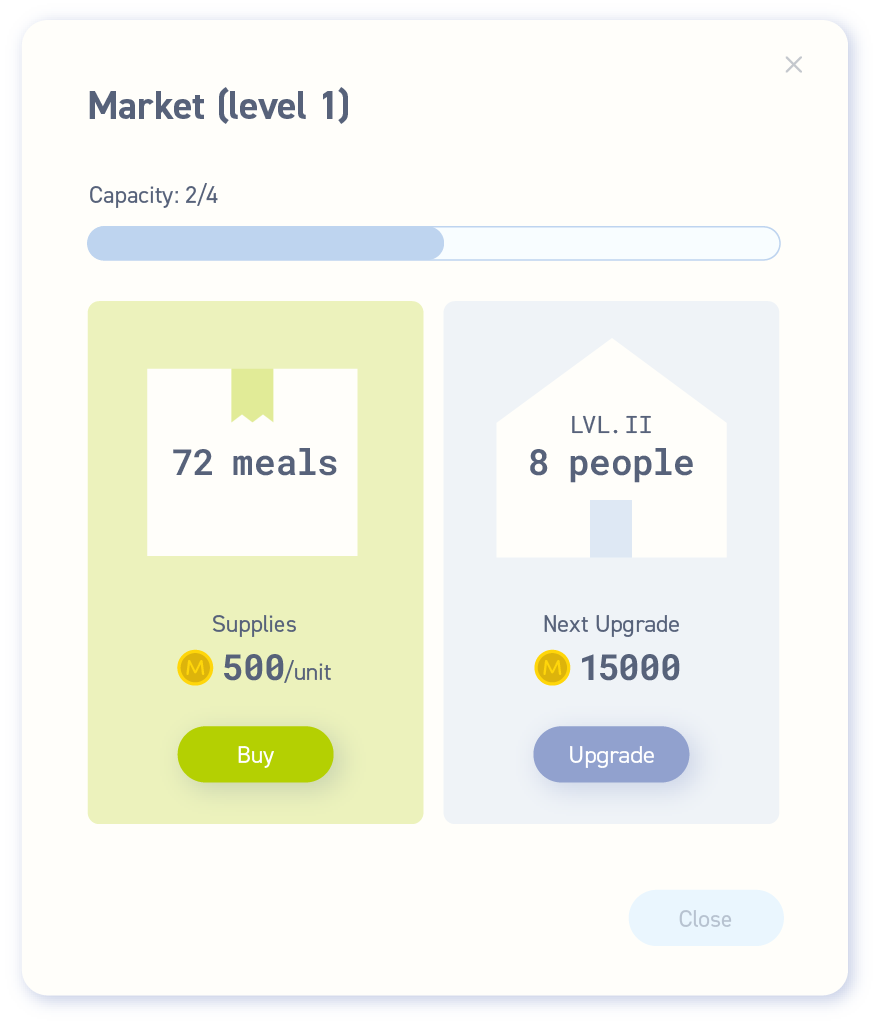 Market (level 1)
Capacity: 2/4
72 meals
Supplies
M 500/unit
Buy
LVL.II
8 people
Next Upgrade
M 15000
Upgrade
Close